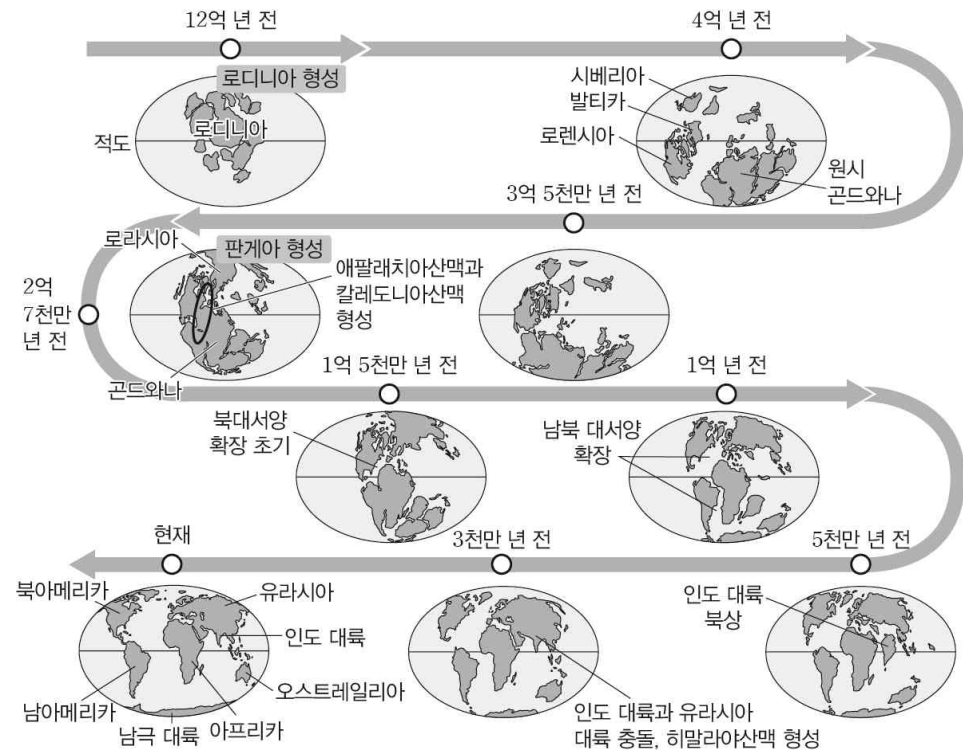 12억 년 전
4억 년 전
로디니아 형성
로디니아
적도
시베리아
발티카
로렌시아
원시
곤드와나
3억 5천만 년 전
로라시아
판게아 형성
애팔래치아산맥과
칼레도니아산맥
형성
2억
7천만
년 전
곤드와나
1억 5천만 년 전
1억 년 전
북대서양
확장 초기
남북 대서양
확장
현재
3천만 년 전
5천만 년 전
북아메리카
유라시아
인도 대륙
오스트레일리아
남아메리카
남극 대륙
아프리카
인도 대륙과 유라시아
대륙 충돌, 히말라야산맥 형성
인도 대륙
북상